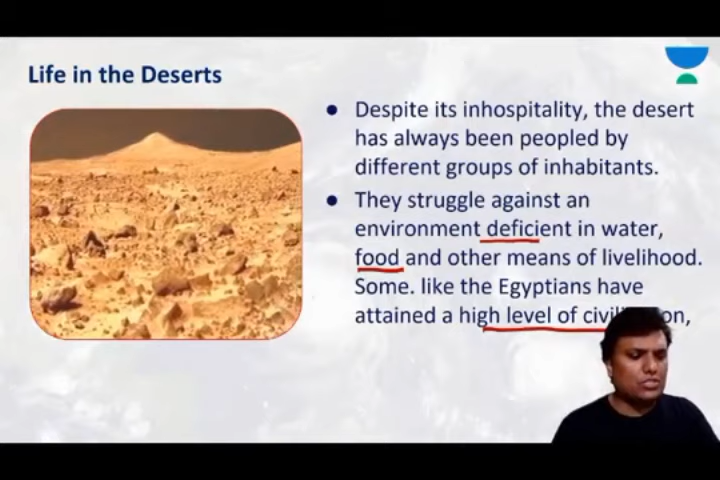 Life in the Deserts
● Despite its inhospitality, the desert
has always been peopled by
different groups of inhabitants.
● They struggle against an
environment deficient in water,
food and other means of livelihood.
Some. like the Egyptians have
attained a high level of